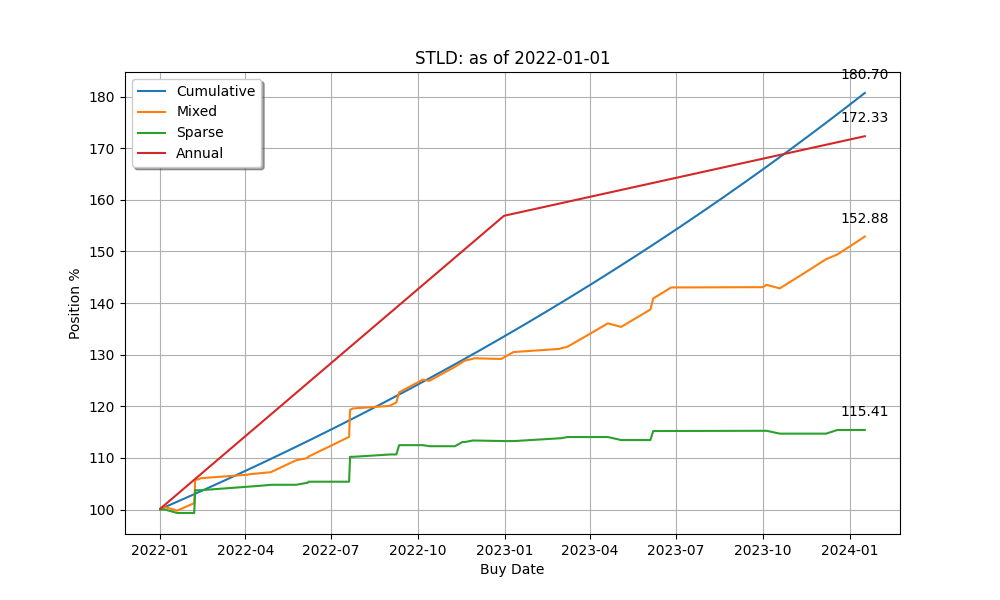 STLD: as of 2022-01-01
Cumulative
Mixed
Sparse
Annual
180.70
172.33
152.88
115.41
Position %
180
170
160
150
140
130
120
110
100
2022-01 2022-04 2022-07 2022-10 2023-01 2023-04 2023-07 2023-10 2024-01
Buy Date